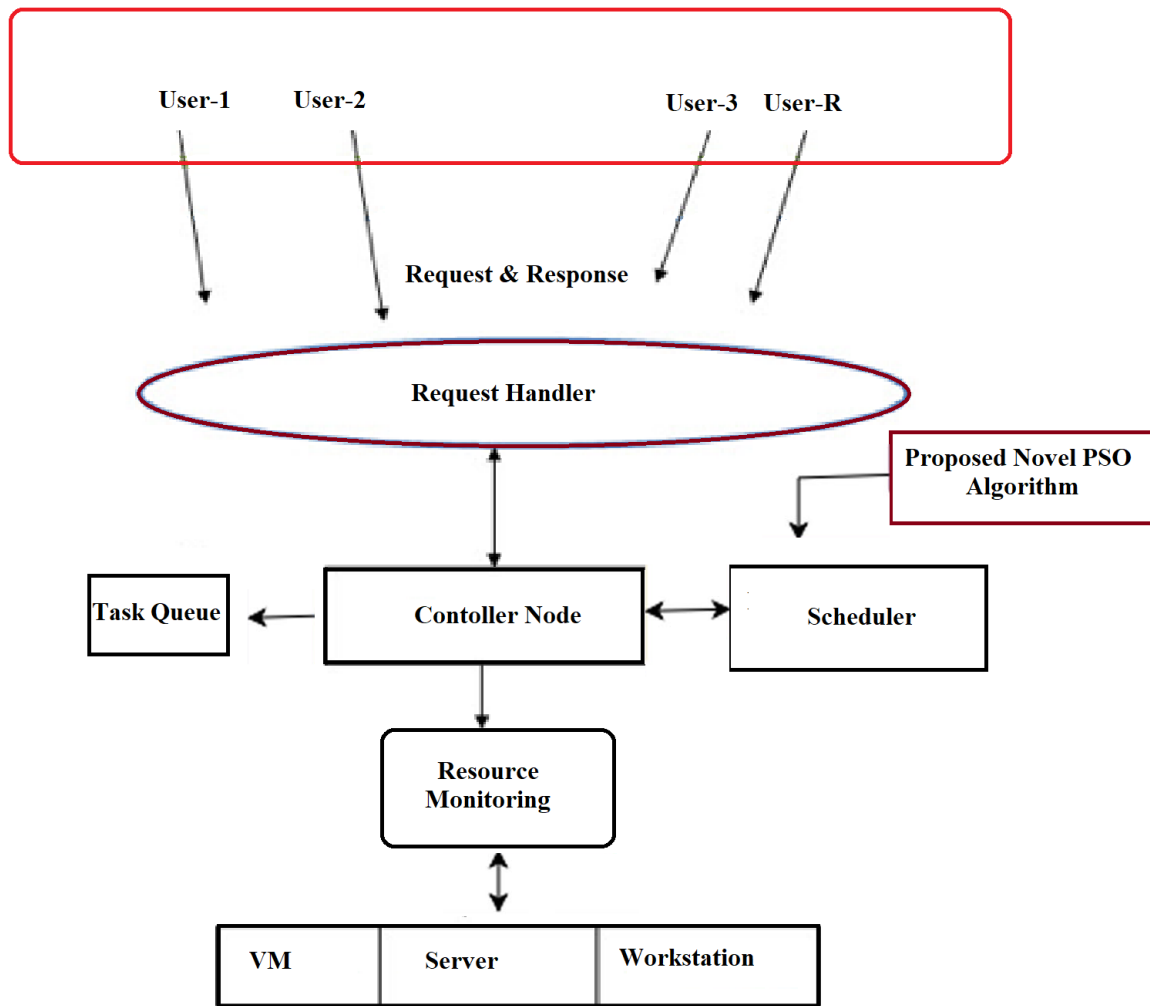 User-1 User-2 User-3 User-R
Request & Response
Request Handler
Proposed Novel PSO
Algorithm
Task Queue
Contoller Node
Scheduler
Resource
Monitoring
VM Server Workstation